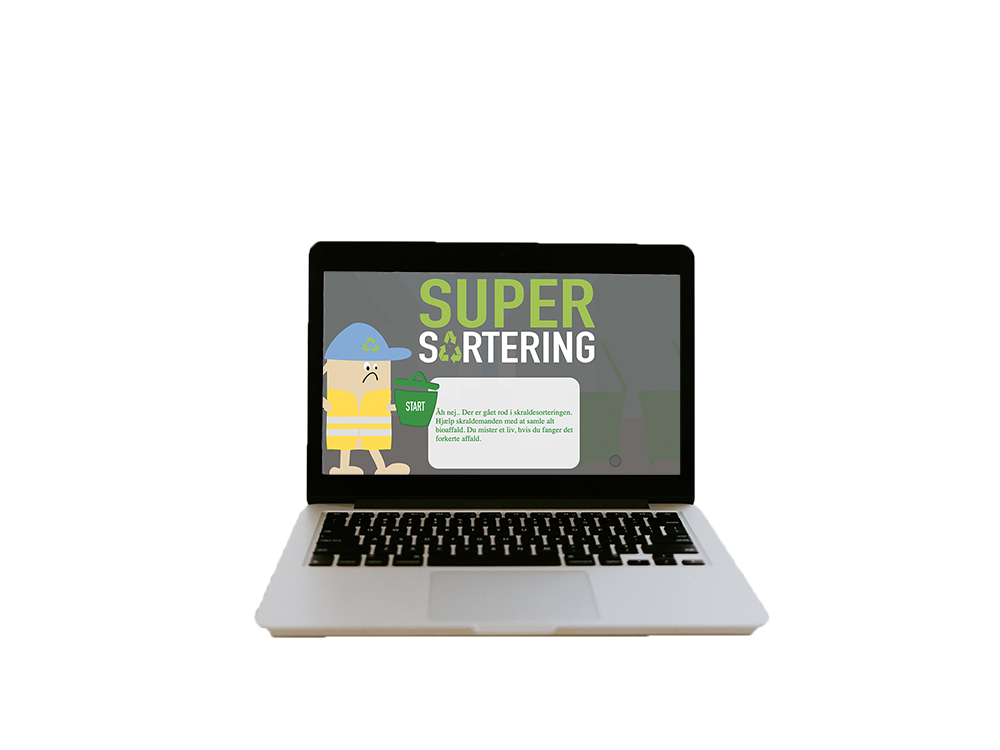 SUPER
SORTERING
START
Åh nej.. Der er gået rod i skraldesorteringen.
Hjælp skraldemanden med at samle alt
bioaffald. Du mister et liv, hvis du fanger det
forkerte affald.